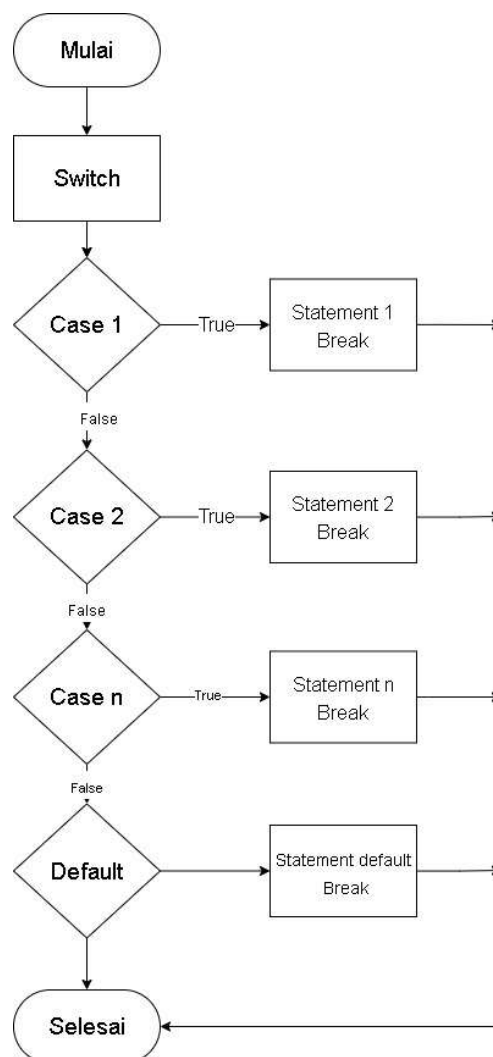 Mulai
Switch
Case 1
True
Statement 1
Break
False
Case 2
True
Statement 2
Break
False
Case n
True
Statement n
Break
False
Default
Statement default
Break
Selesai